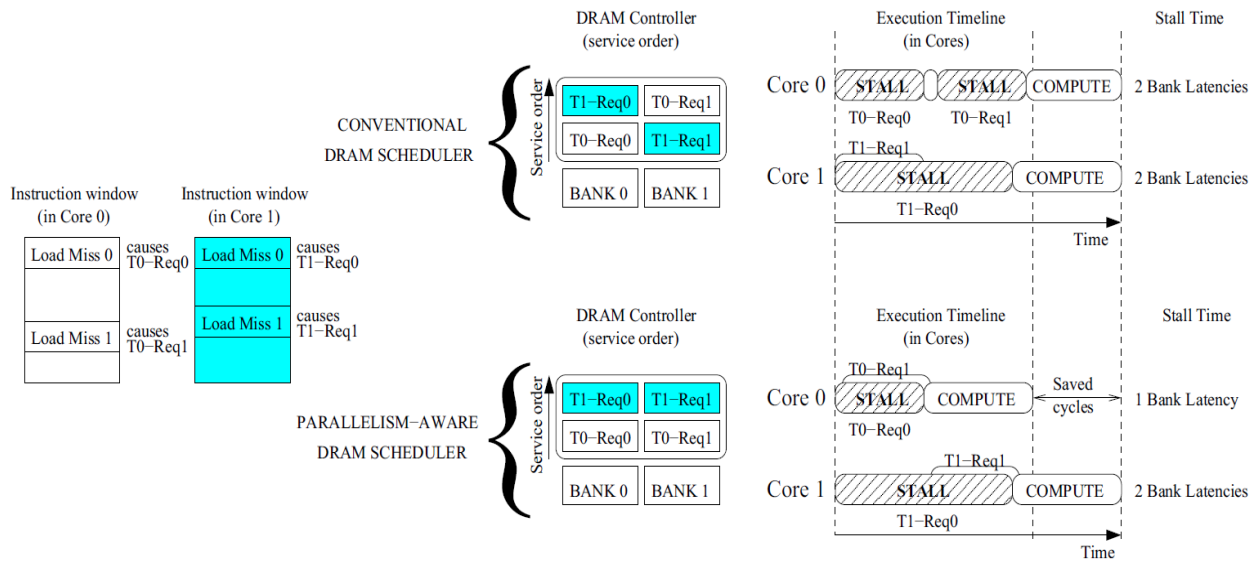 Instruction window
(in Core 0)
Load Miss 0
causes
T0−Req0
Load Miss 1
causes
T0−Req1
Instruction window
(in Core 1)
Load Miss 0
causes
T1−Req0
Load Miss 1
causes
T1−Req1
CONVENTIONAL
DRAM SCHEDULER
DRAM Controller
(service order)
Service order
T1−Req0 T0−Req1
T0−Req0 T1−Req1
BANK 0 BANK 1
Execution Timeline
(in Cores)
Stall Time
Core 0 STALL STALL COMPUTE 2 Bank Latencies
T0−Req0 T0−Req1
T1−Req1
Core 1 STALL COMPUTE 2 Bank Latencies
T1−Req0
Time
PARALLELISM−AWARE
DRAM SCHEDULER
DRAM Controller
(service order)
Service order
T1−Req0 T1−Req1
T0−Req0 T0−Req1
BANK 0 BANK 1
Execution Timeline
(in Cores)
Stall Time
T0−Req1
Core 0 STALL COMPUTE Saved 1 Bank Latency
cycles
T0−Req0
T1−Req1
Core 1 STALL COMPUTE 2 Bank Latencies
T1−Req0
Time